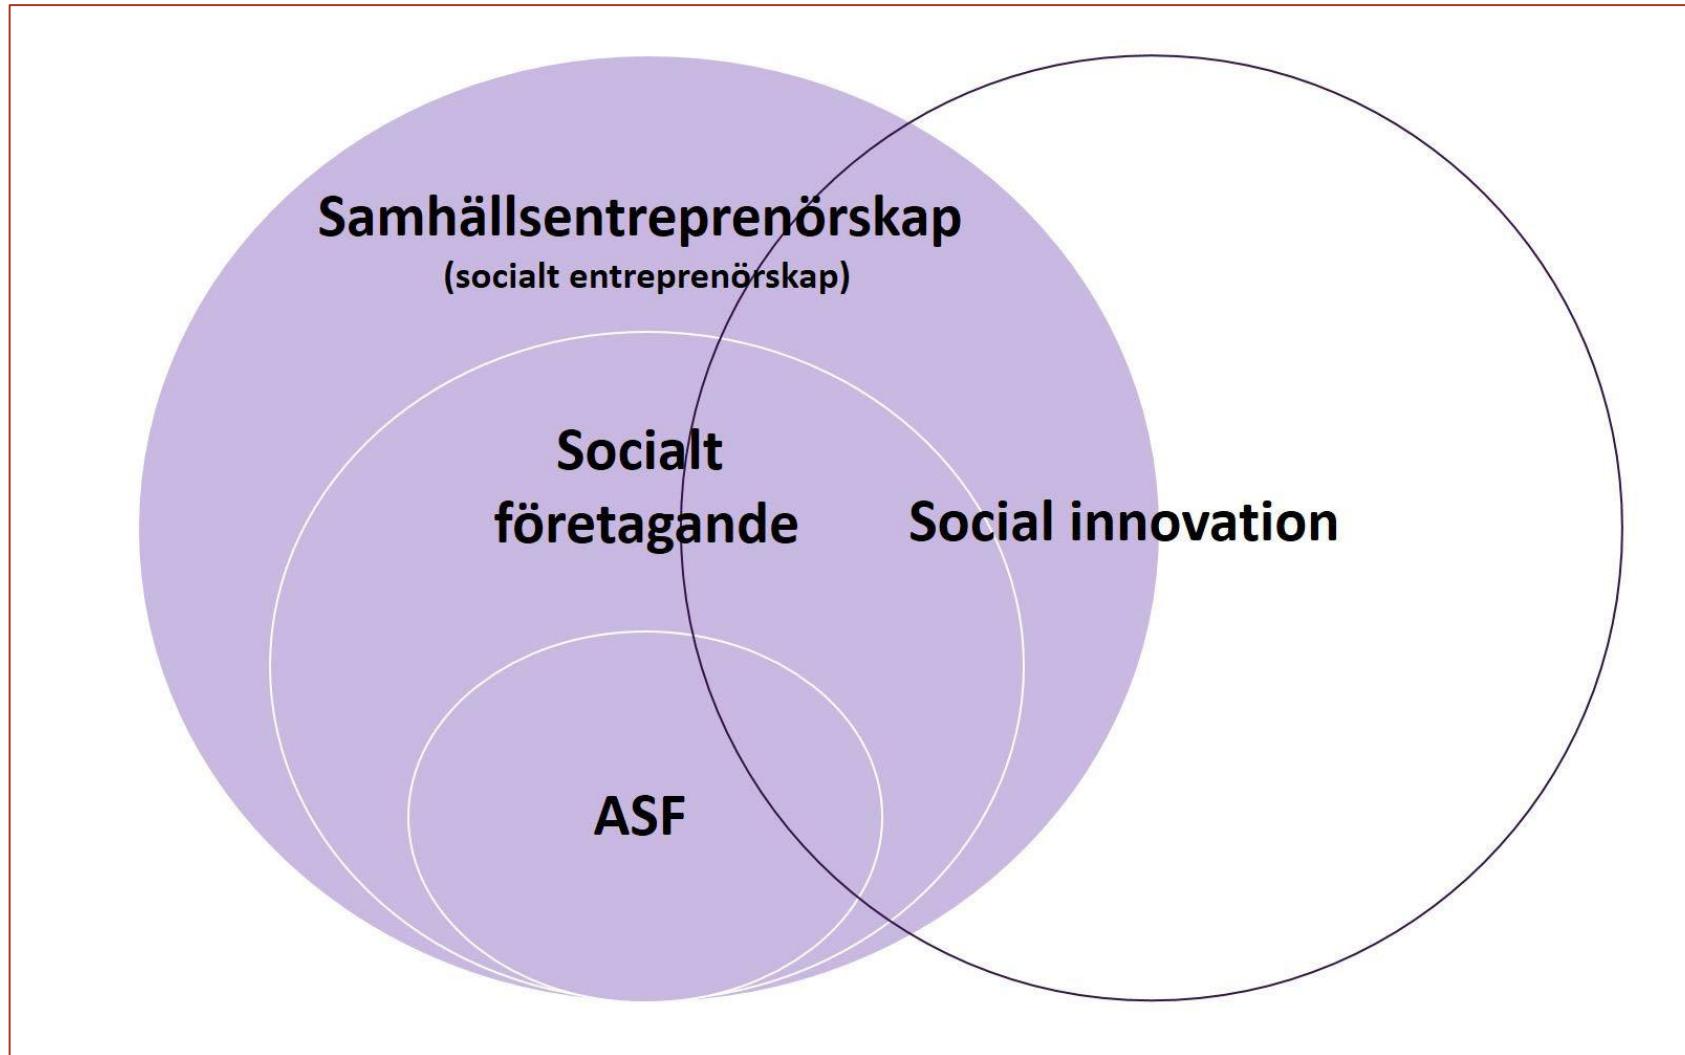 Samhällsentreprenörskap
(socialt entreprenörskap)
Socialt
företagande
Social innovation
ASF